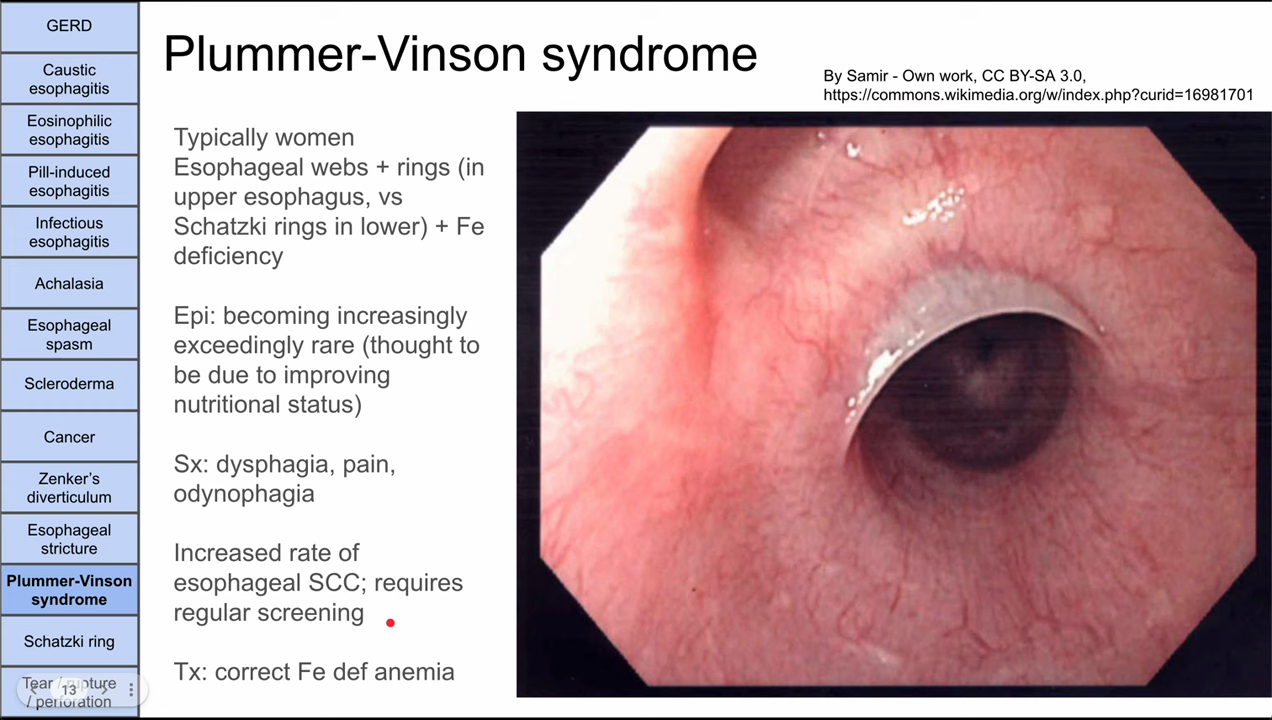 GERD
Caustic
esophagitis
Eosinophilic
esophagitis
Pill-induced
esophagitis
Infectious
esophagitis
Achalasia
Esophageal
spasm
Scleroderma
Cancer
Zenker's
diverticulum
Esophageal
stricture
Plummer-Vinson
syndrome
Schatzki ring
Tear / rupture
/ perforation
13
Plummer-Vinson syndrome
By Samir - Own work, CC BY-SA 3.0,
https://commons.wikimedia.org/w/index.php?curid=16981701
Typically women
Esophageal webs + rings (in
upper esophagus, vs
Schatzki rings in lower) + Fe
deficiency
Epi: becoming increasingly
exceedingly rare (thought to
be due to improving
nutritional status)
Sx: dysphagia, pain,
odynophagia
Increased rate of
esophageal SCC; requires
regular screening
Tx: correct Fe def anemia